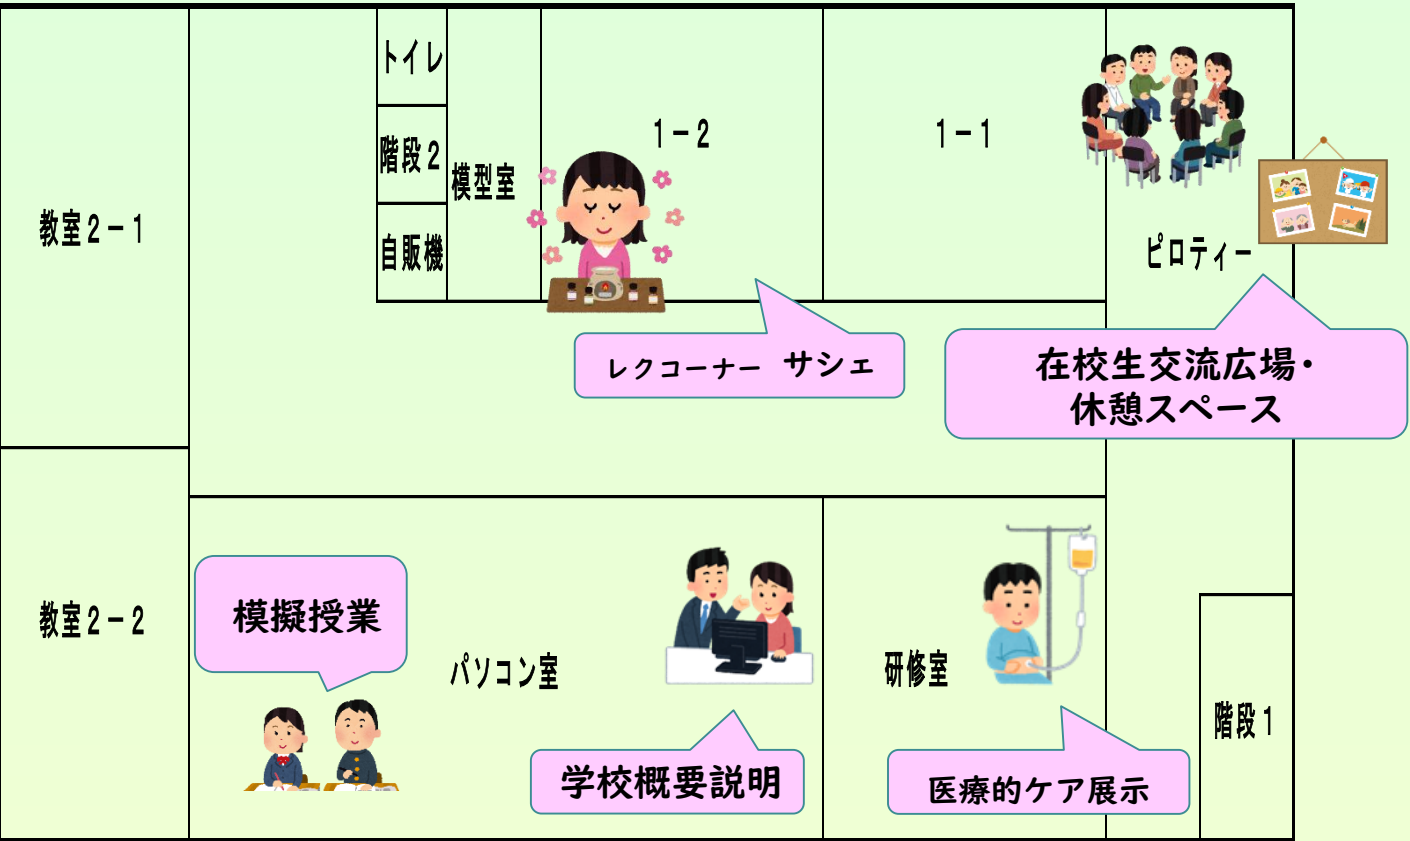 トイレ
階段2
自販機
模型室
1-2
1-1
教室2-1
ピロティー
レクコーナー サシェ
在校生交流広場・
休憩スペース
教室2-2
模擬授業
パソコン室
研修室
階段1
学校概要説明
医療的ケア展示